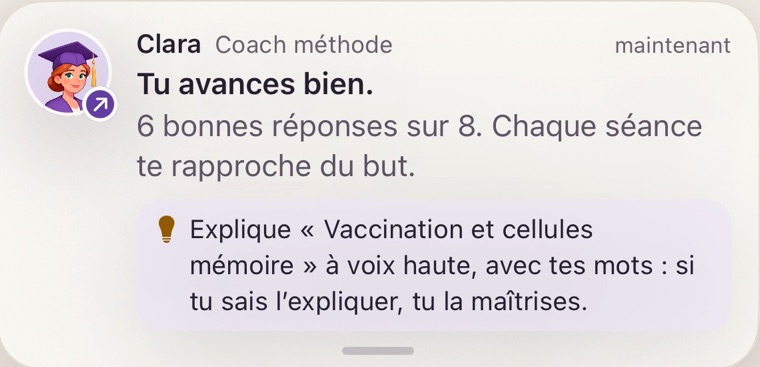 Clara Coach méthode maintenant
Tu avances bien.
6 bonnes réponses sur 8. Chaque séance
te rapproche du but.
Explique « Vaccination et cellules
mémoire » à voix haute, avec tes mots : si
tu sais l’expliquer, tu la maîtrises.